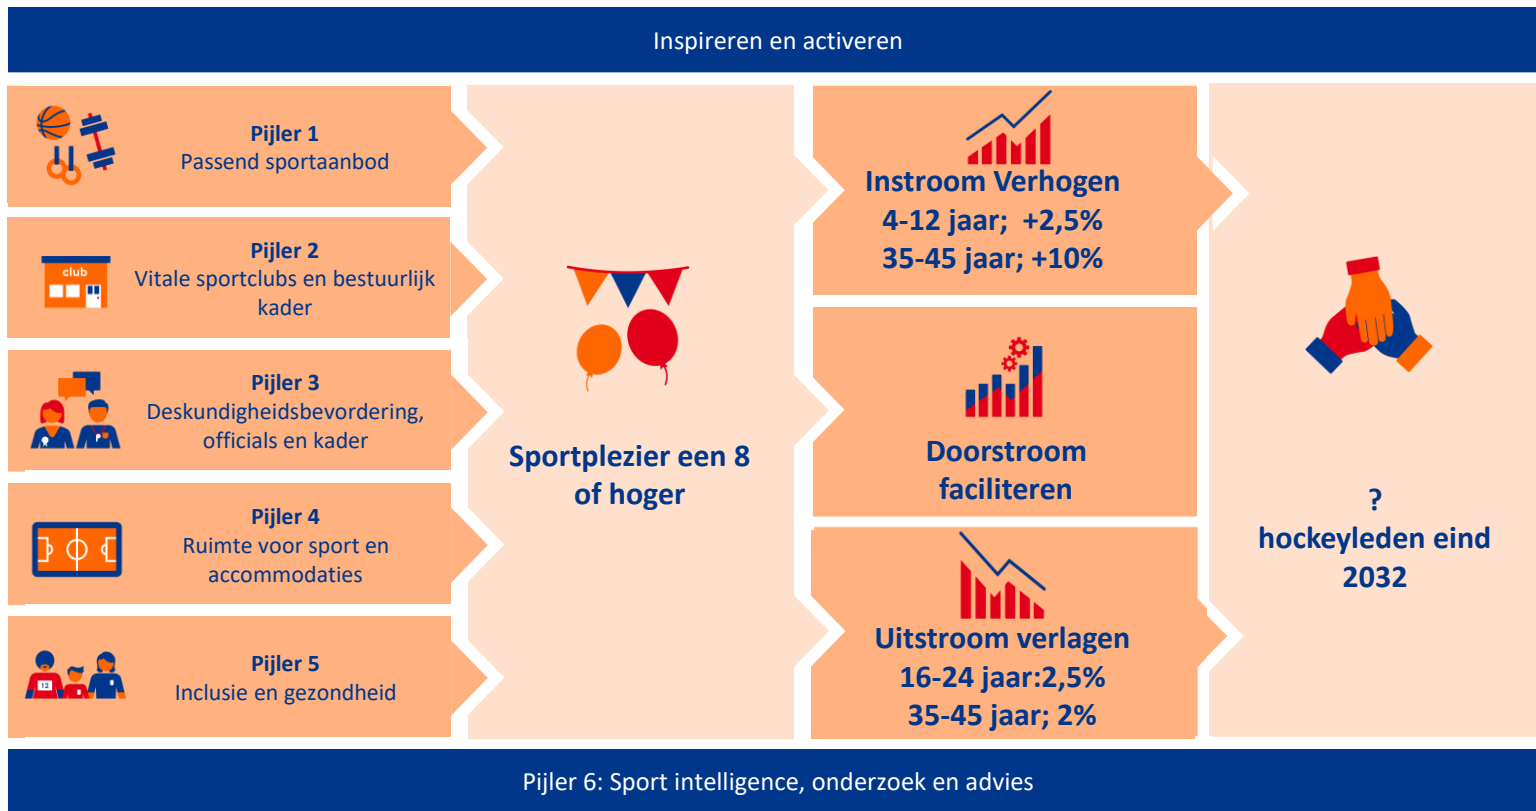 Inspireren en activeren
Pijler 1
Passend sportaanbod
club
Pijler 2
Vitale sportclubs en bestuurlijk
kader
Pijler 3
Deskundigheidsbevordering,
officials en kader
Pijler 4
Ruimte voor sport en
accommodaties
12
Pijler 5
Inclusie en gezondheid
Sportplezier een 8
of hoger
Instroom Verhogen
4-12 jaar; +2,5%
35-45 jaar; +10%
Doorstroom
faciliteren
Uitstroom verlagen
16-24 jaar:2,5%
35-45 jaar; 2%
?
hockeyleden eind
2032
Pijler 6: Sport intelligence, onderzoek en advies